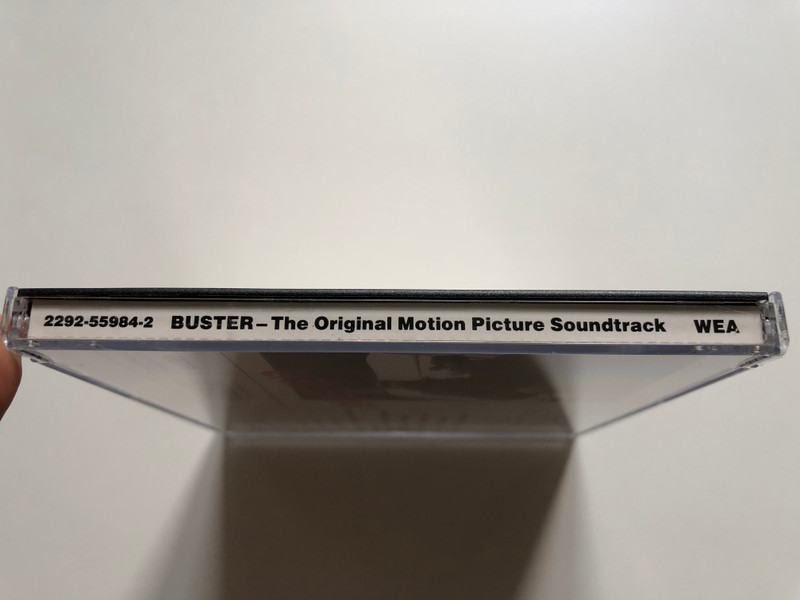 2292-55984-2 BUSTER – The Original Motion Picture Soundtrack WEA